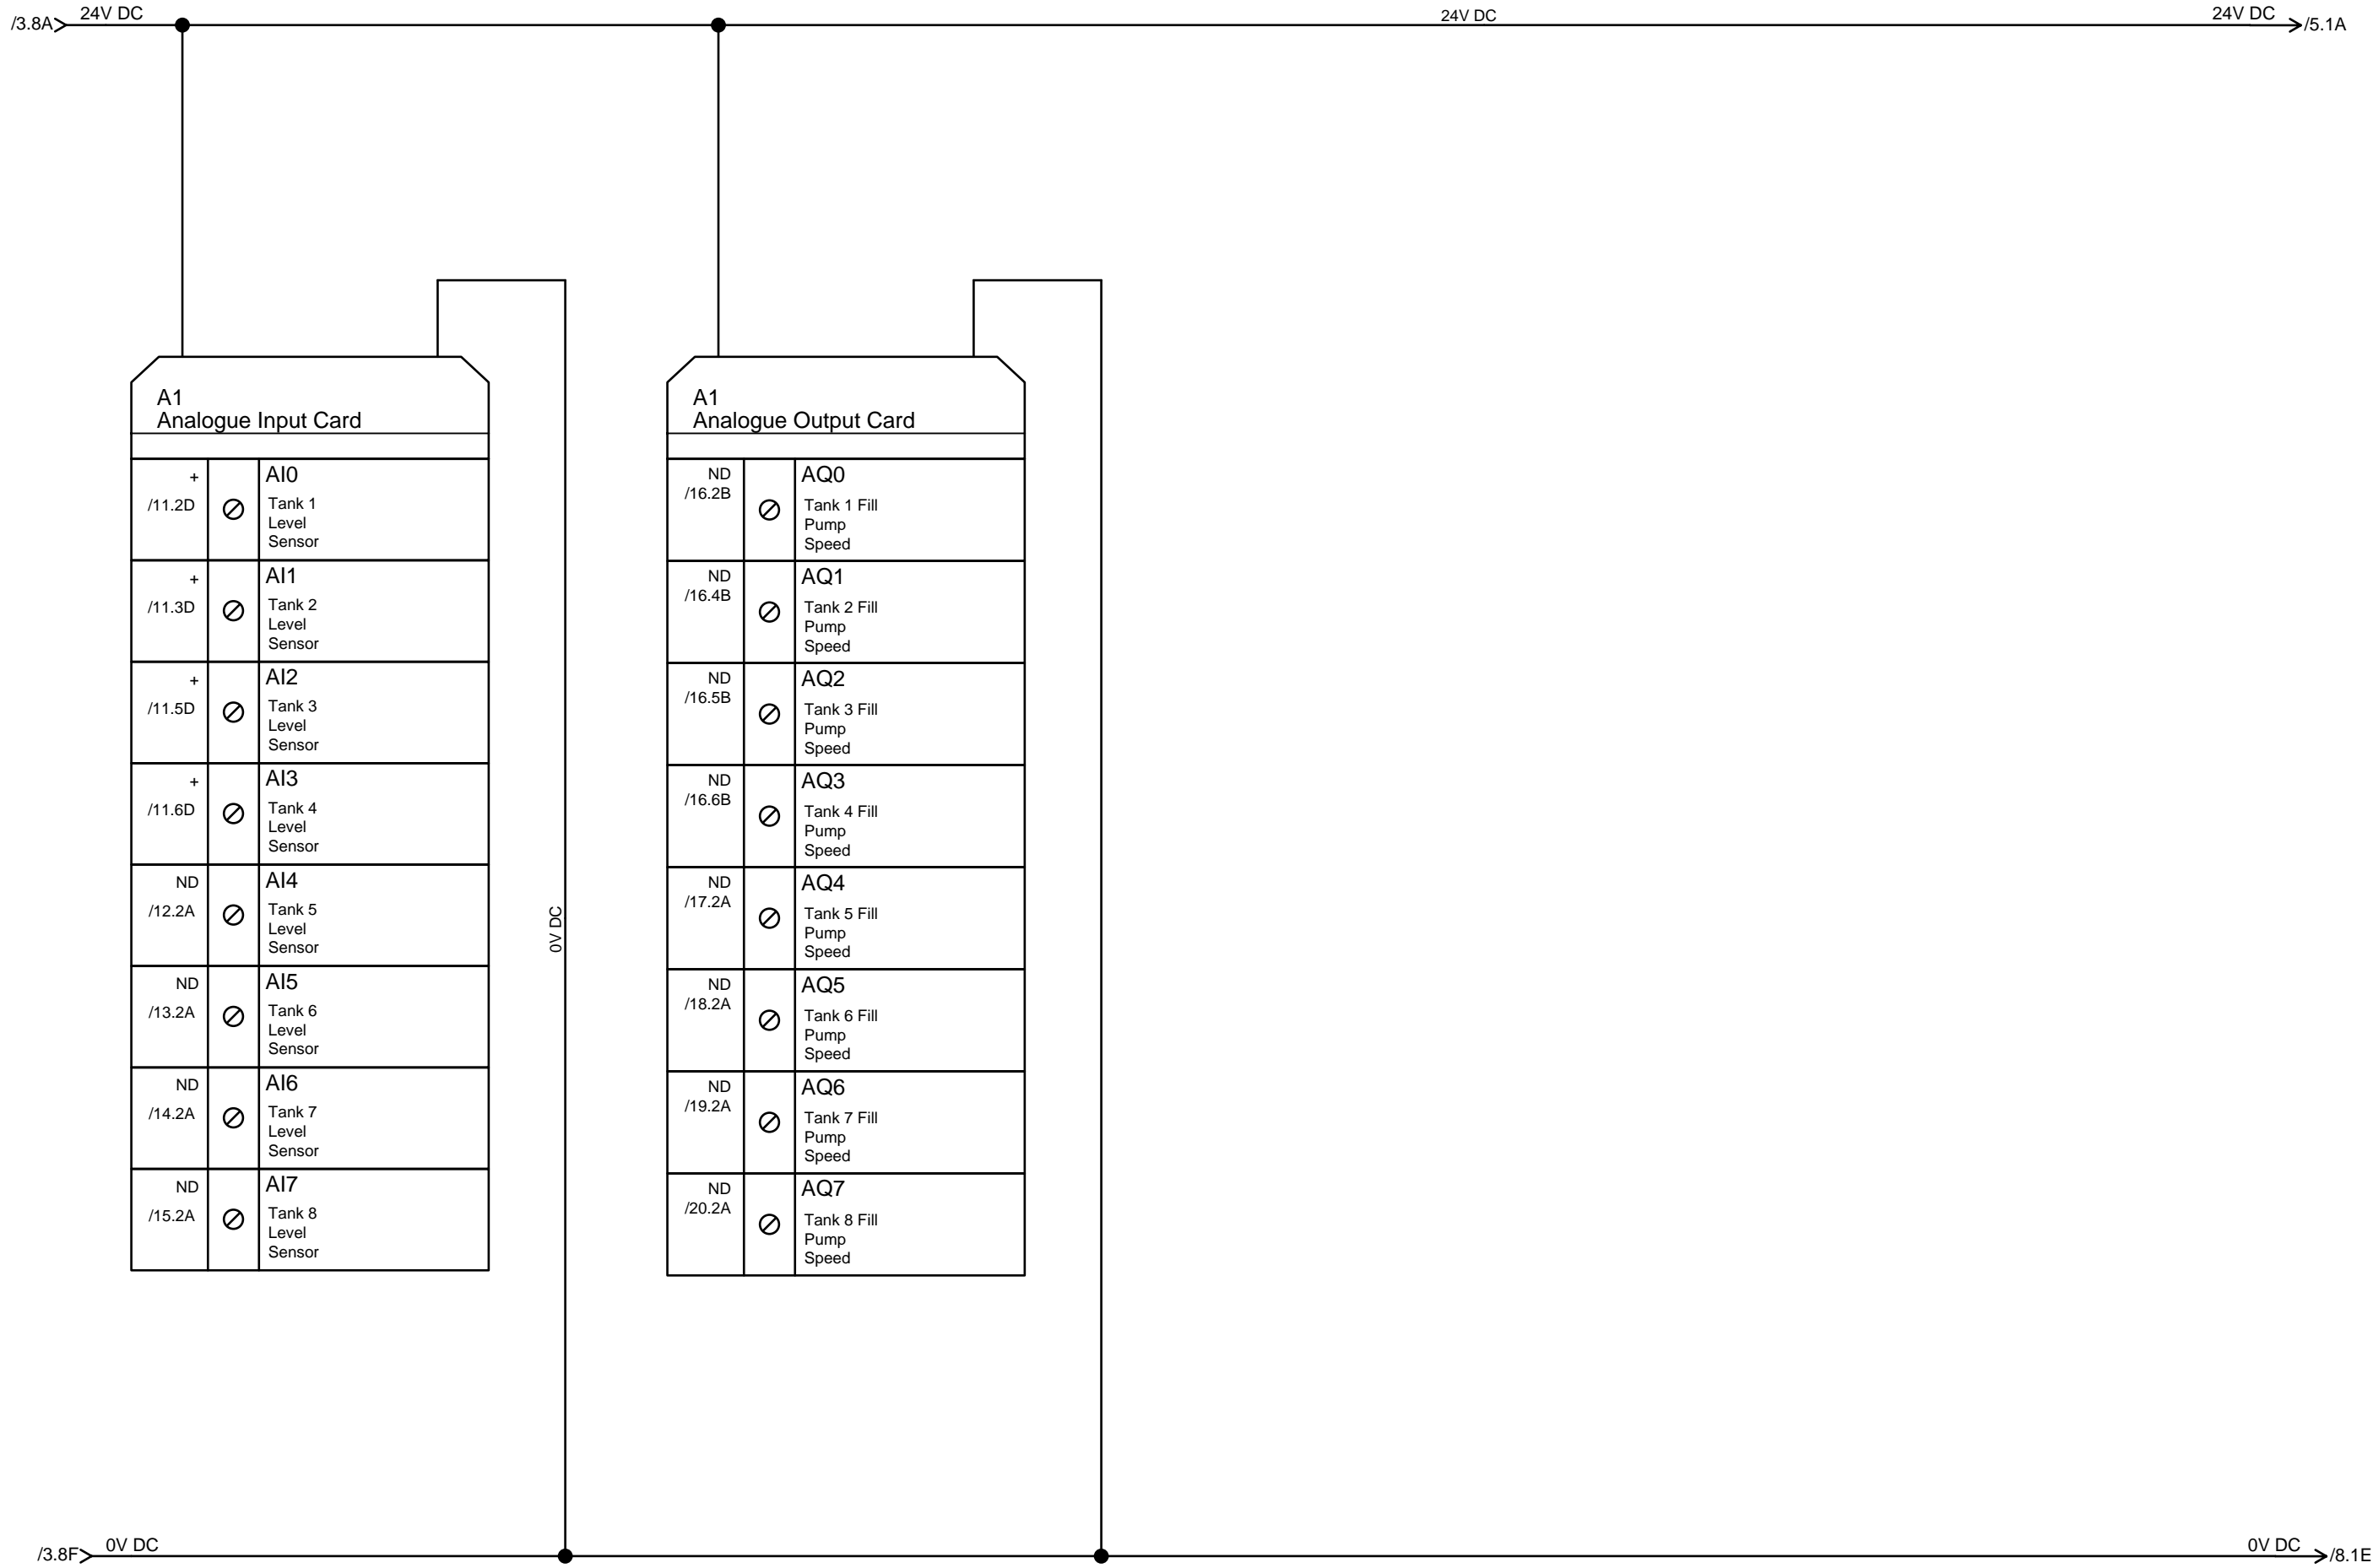 24V DC
24V DC
24V DC
/3.8A
/5.1A
A1
Analogue Input Card
+
/11.2D
AI0
Tank 1
Level
Sensor
+
/11.3D
AI1
Tank 2
Level
Sensor
+
/11.5D
AI2
Tank 3
Level
Sensor
+
/11.6D
AI3
Tank 4
Level
Sensor
ND
/12.2A
AI4
Tank 5
Level
Sensor
ND
/13.2A
AI5
Tank 6
Level
Sensor
ND
/14.2A
AI6
Tank 7
Level
Sensor
ND
/15.2A
AI7
Tank 8
Level
Sensor
0V DC
A1
Analogue Output Card
ND
/16.2B
AQ0
Tank 1 Fill
Pump
Speed
ND
/16.4B
AQ1
Tank 2 Fill
Pump
Speed
ND
/16.5B
AQ2
Tank 3 Fill
Pump
Speed
ND
/16.6B
AQ3
Tank 4 Fill
Pump
Speed
ND
/17.2A
AQ4
Tank 5 Fill
Pump
Speed
ND
/18.2A
AQ5
Tank 6 Fill
Pump
Speed
ND
/19.2A
AQ6
Tank 7 Fill
Pump
Speed
ND
/20.2A
AQ7
Tank 8 Fill
Pump
Speed
/3.8F
0V DC
0V DC
/8.1E